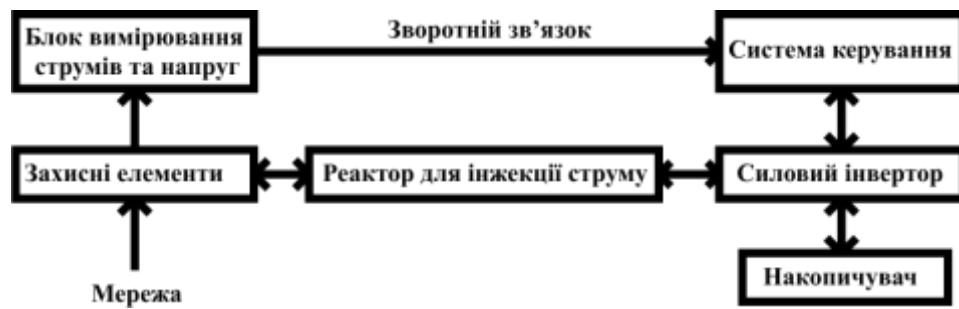 Блок вимірювання
струмів та напруг
Зворотній зв’язок
Система керування
Захисні елементи
Реактор для інжекції струму
Силовий інвертор
Мережа
Накопичувач